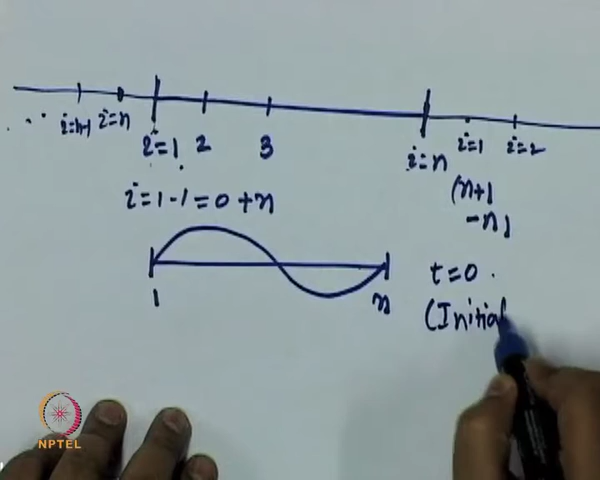 ... i=n-1 i=n i=1 2 3 i=n i=1 i=2
(n+1
-n)
i=1-1=0+n
1 n
t=0.
(Initial
NPTEL